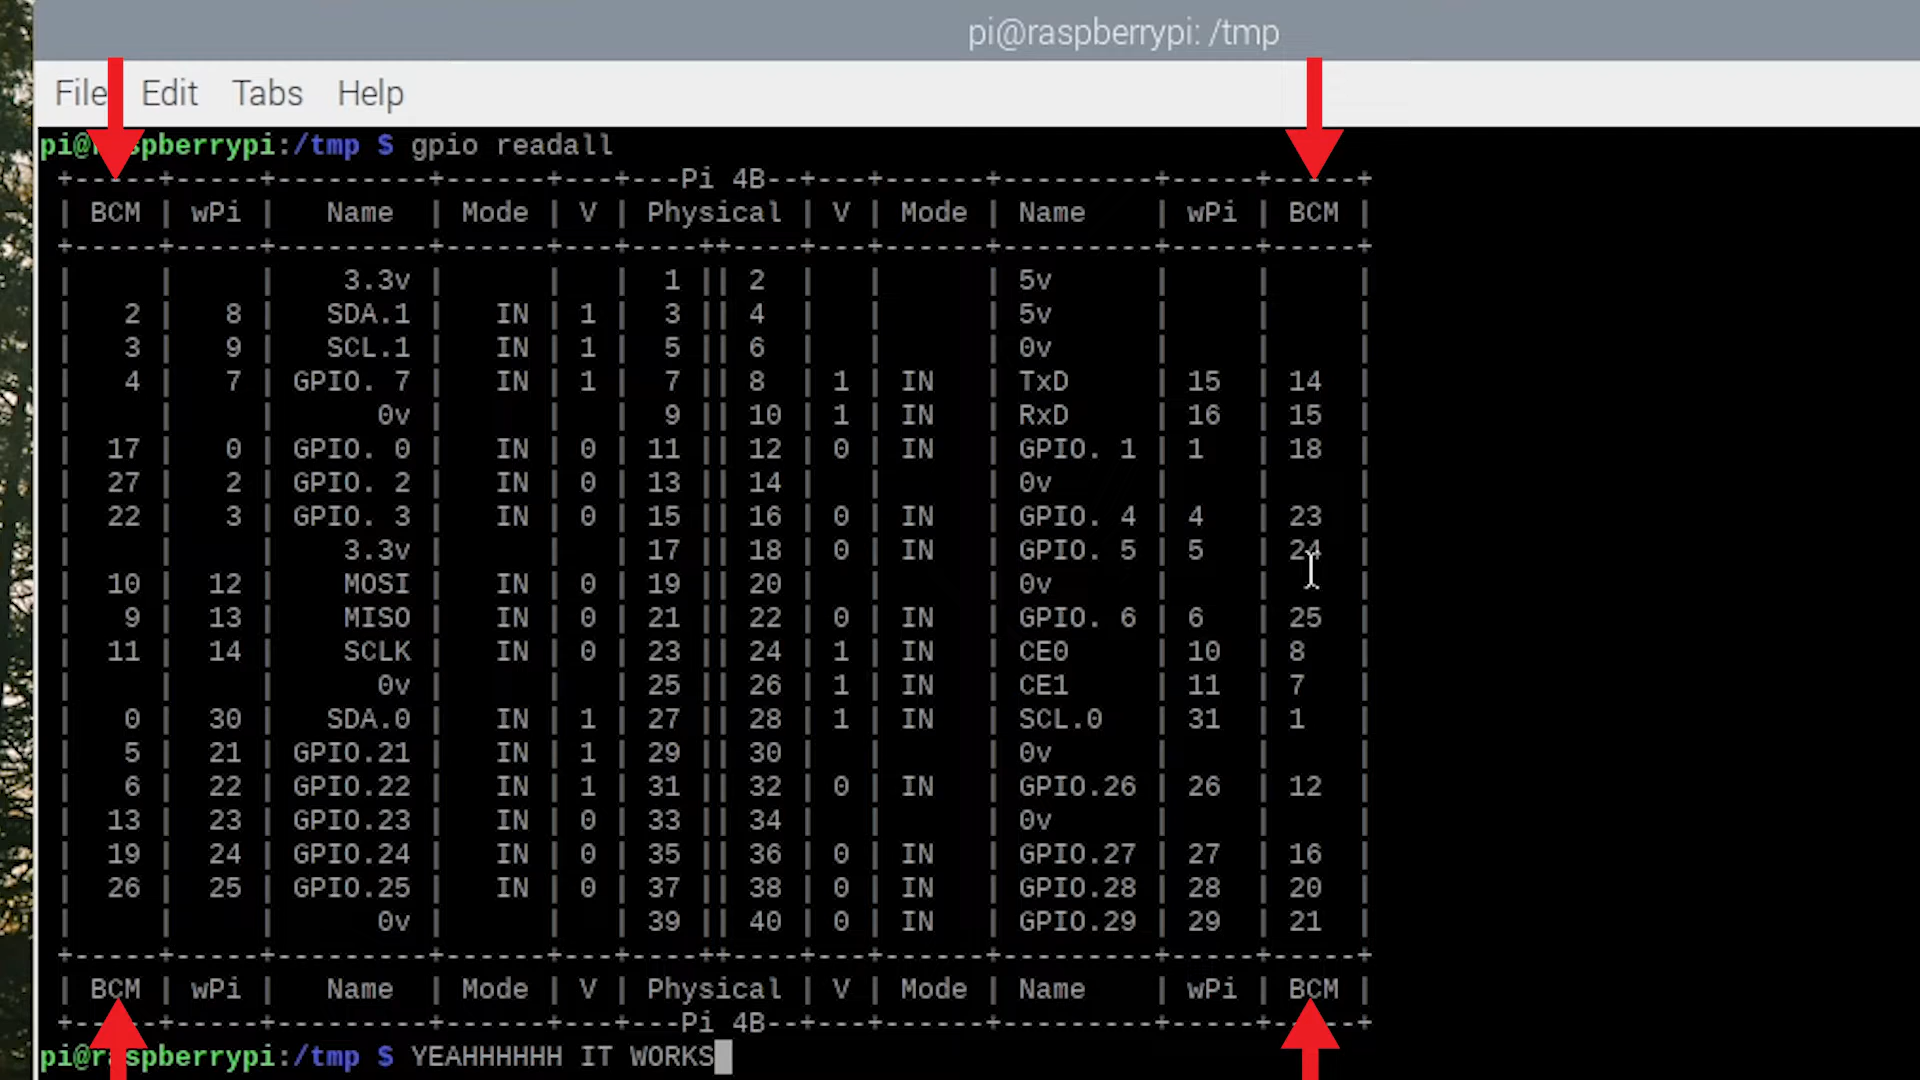 pi@raspberrypi: /tmp
File Edit Tabs Help
pi@raspberrypi:/tmp $ gpio readall
+-----+-----+---------+------+---+---Pi 4B--+---+------+---------+-----+-----+
| BCM | wPi |   Name  | Mode | V | Physical | V | Mode | Name    | wPi | BCM |
+-----+-----+---------+------+---+----++----+---+------+---------+-----+-----+
|     |     |    3.3v |      |   |  1 || 2  |   |      | 5v      |     |     |
|   2 |   8 |   SDA.1 |   IN | 1 |  3 || 4  |   |      | 5v      |     |     |
|   3 |   9 |   SCL.1 |   IN | 1 |  5 || 6  |   |      | 0v      |     |     |
|   4 |   7 | GPIO. 7 |   IN | 1 |  7 || 8  | 1 | IN   | TxD     | 15  | 14  |
|     |     |      0v |      |   |  9 || 10 | 1 | IN   | RxD     | 16  | 15  |
|  17 |   0 | GPIO. 0 |   IN | 0 | 11 || 12 | 0 | IN   | GPIO. 1 | 1   | 18  |
|  27 |   2 | GPIO. 2 |   IN | 0 | 13 || 14 |   |      | 0v      |     |     |
|  22 |   3 | GPIO. 3 |   IN | 0 | 15 || 16 | 0 | IN   | GPIO. 4 | 4   | 23  |
|     |     |    3.3v |      |   | 17 || 18 | 0 | IN   | GPIO. 5 | 5   | 24  |
|  10 |  12 |    MOSI |   IN | 0 | 19 || 20 |   |      | 0v      |     |     |
|   9 |  13 |    MISO |   IN | 0 | 21 || 22 | 0 | IN   | GPIO. 6 | 6   | 25  |
|  11 |  14 |    SCLK |   IN | 0 | 23 || 24 | 1 | IN   | CE0     | 10  | 8   |
|     |     |      0v |      |   | 25 || 26 | 1 | IN   | CE1     | 11  | 7   |
|   0 |  30 |   SDA.0 |   IN | 1 | 27 || 28 | 1 | IN   | SCL.0   | 31  | 1   |
|   5 |  21 | GPIO.21 |   IN | 1 | 29 || 30 |   |      | 0v      |     |     |
|   6 |  22 | GPIO.22 |   IN | 1 | 31 || 32 | 0 | IN   | GPIO.26 | 26  | 12  |
|  13 |  23 | GPIO.23 |   IN | 0 | 33 || 34 |   |      | 0v      |     |     |
|  19 |  24 | GPIO.24 |   IN | 0 | 35 || 36 | 0 | IN   | GPIO.27 | 27  | 16  |
|  26 |  25 | GPIO.25 |   IN | 0 | 37 || 38 | 0 | IN   | GPIO.28 | 28  | 20  |
|     |     |      0v |      |   | 39 || 40 | 0 | IN   | GPIO.29 | 29  | 21  |
+-----+-----+---------+------+---+----++----+---+------+---------+-----+-----+
| BCM | wPi |   Name  | Mode | V | Physical | V | Mode | Name    | wPi | BCM |
+-----+-----+---------+------+---+---Pi 4B--+---+------+---------+-----+-----+
pi@raspberrypi:/tmp $ YEAHHHHHH IT WORKS